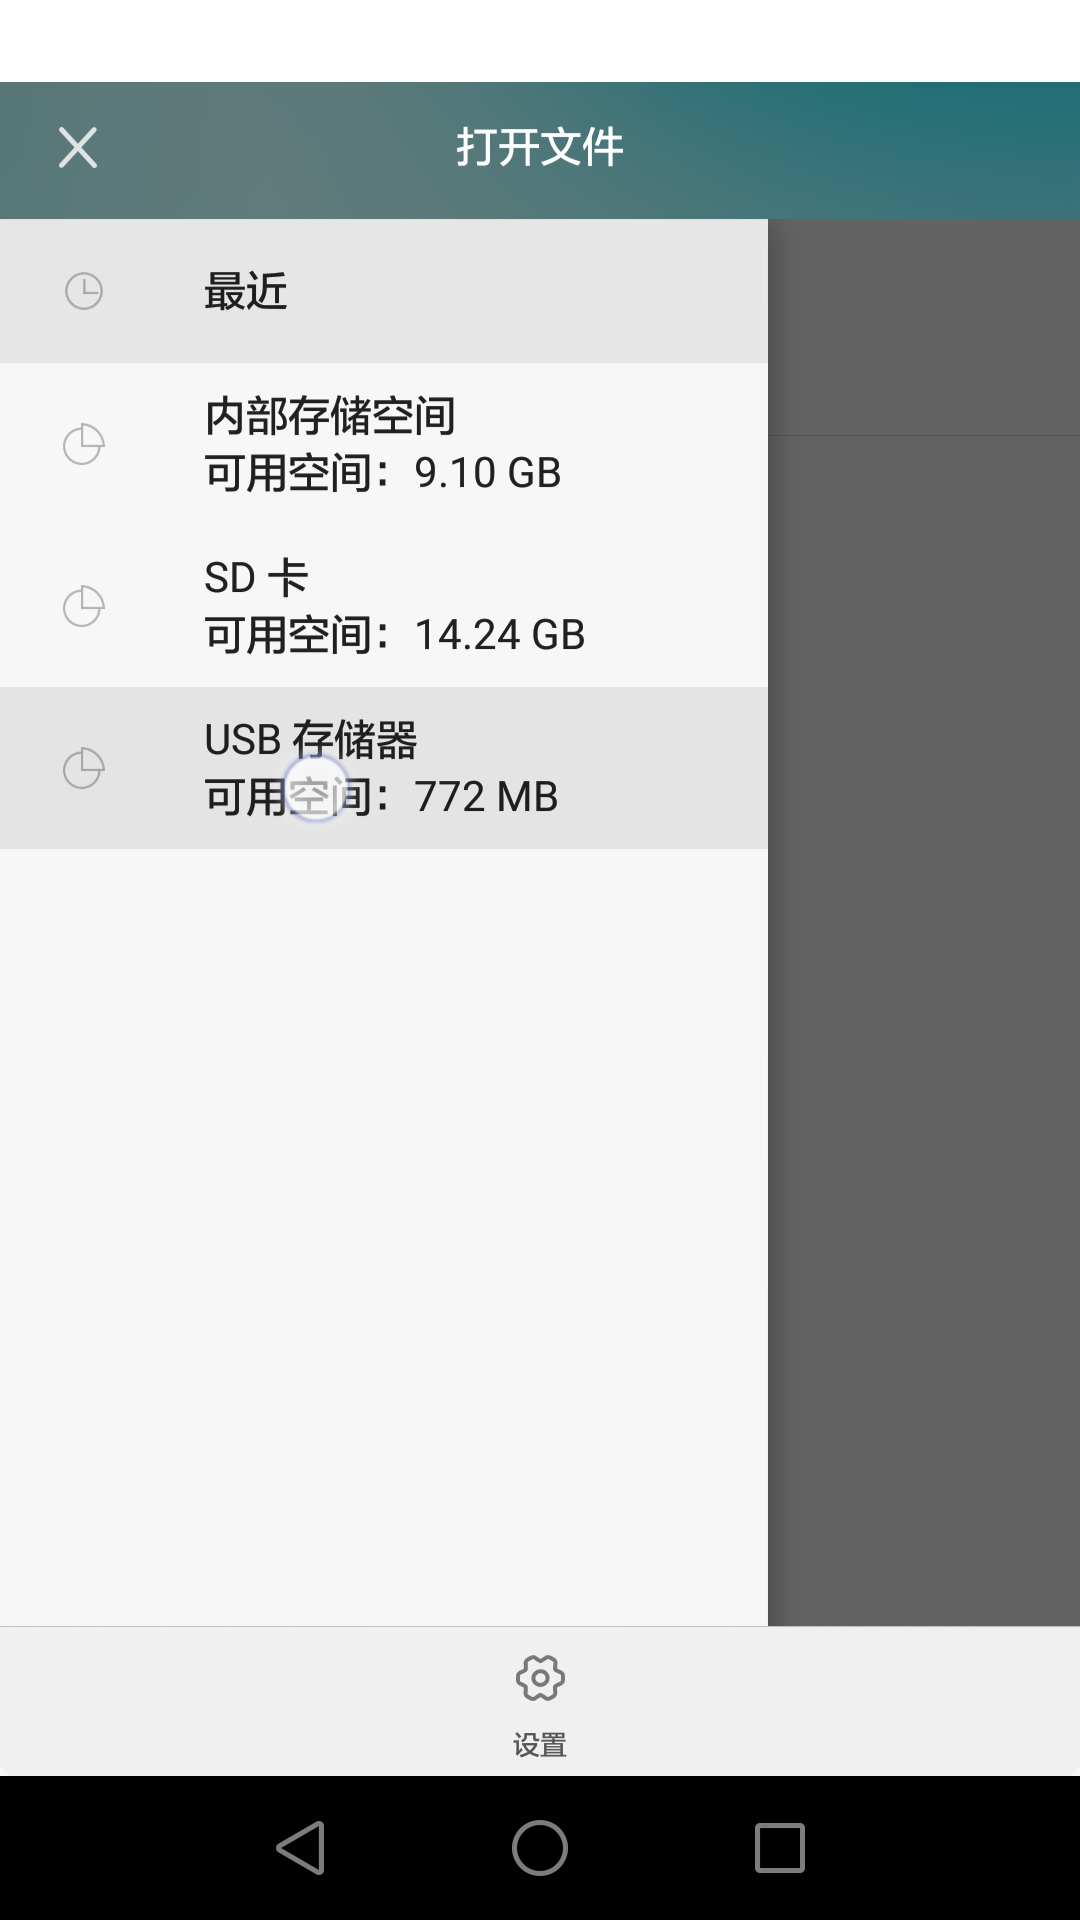 打开文件
最近
内部存储空间
可用空间：9.10 GB
SD 卡
可用空间：14.24 GB
USB 存储器
可用空间：772 MB
设置